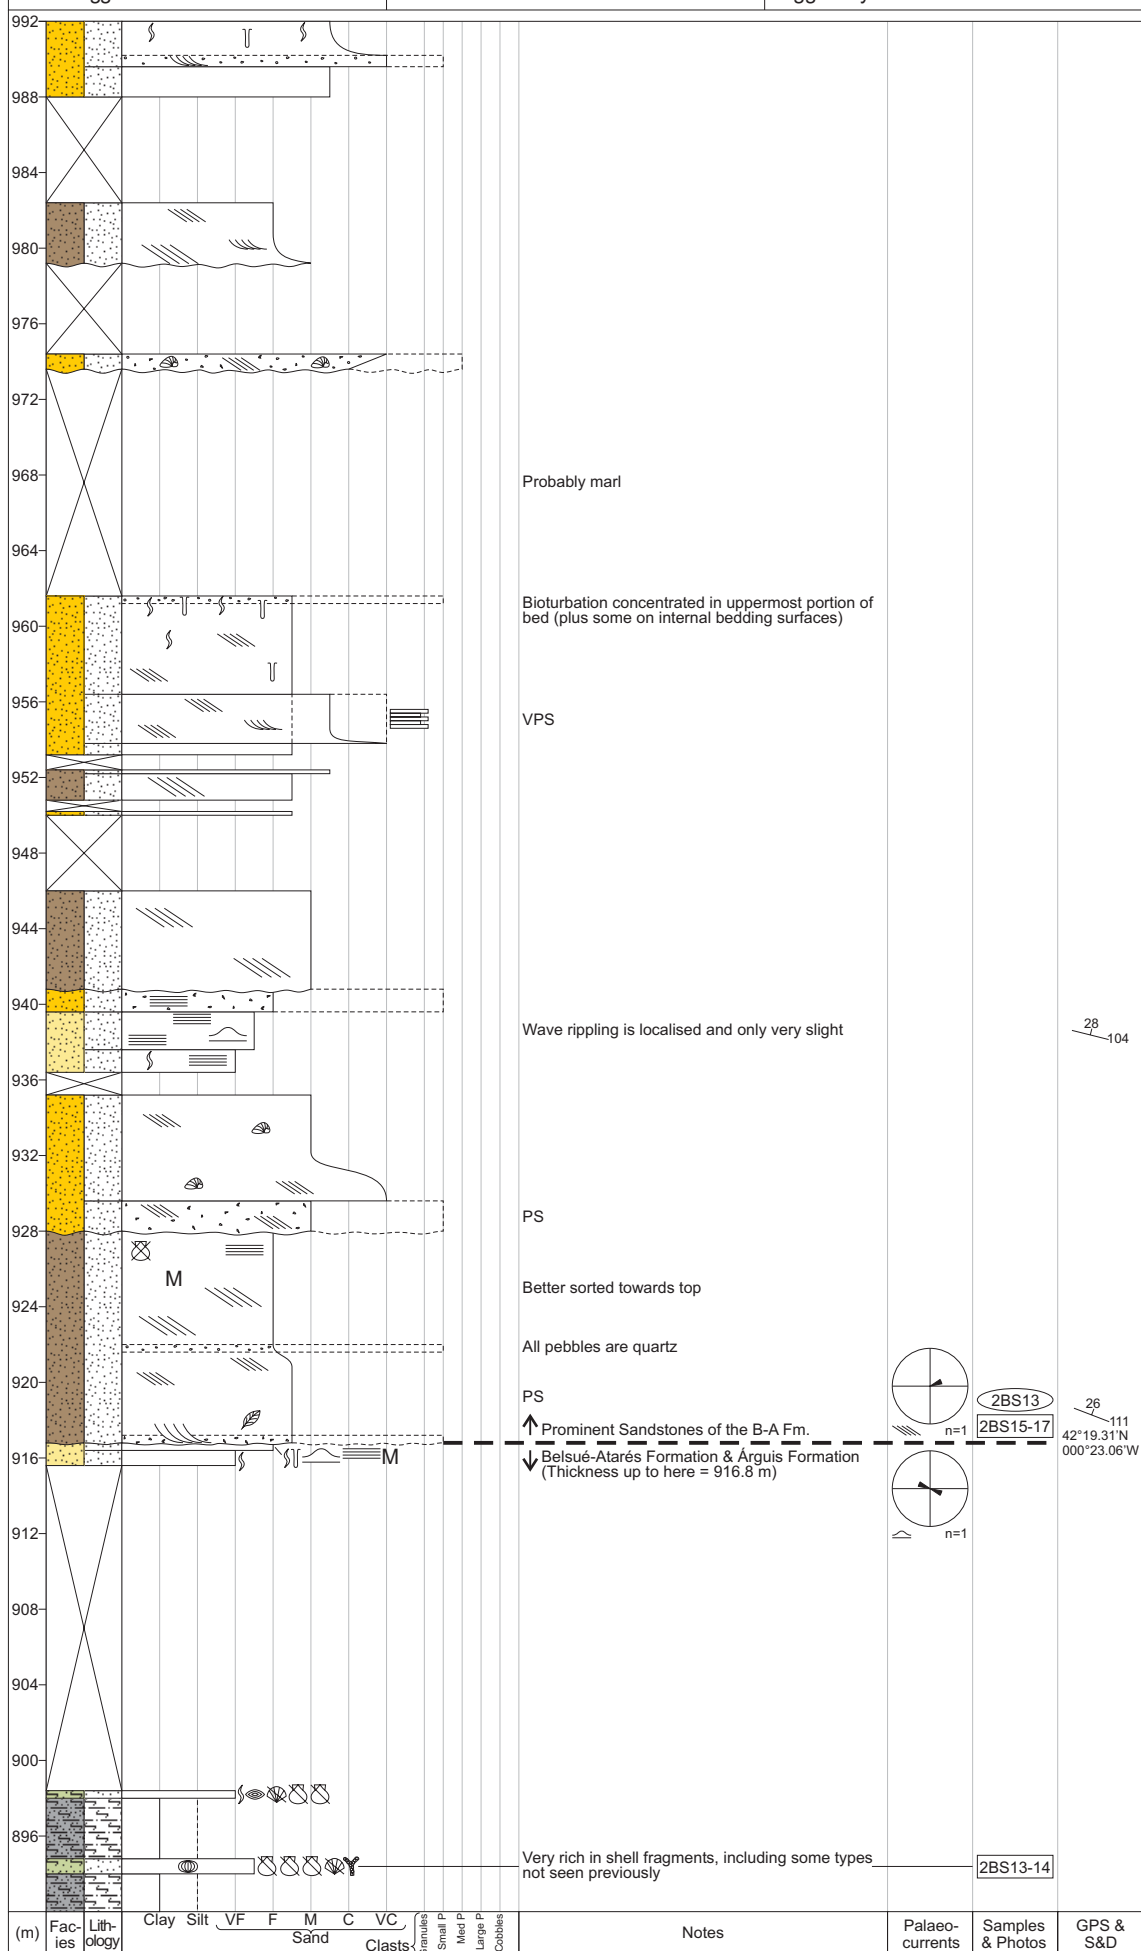 992
988
984
980
976
972
968
Probably marl
964
Bioturbation concentrated in uppermost portion of
bed (plus some on internal bedding surfaces)
960
956
VPS
952
948
944
940
Wave rippling is localised and only very slight
28
104
936
932
928
PS
M
Better sorted towards top
924
All pebbles are quartz
920
PS
2BS13
26
111
Prominent Sandstones of the B-A Fm.
n=1
2BS15-17
42°19.31'N
000°23.06'W
916
M
Belsué-Atarés Formation & Árguis Formation
(Thickness up to here = 916.8 m)
912
n=1
908
904
900
896
Very rich in shell fragments, including some types
not seen previously
2BS13-14
(m)
Fac-
ies
Lith-
ology
Clay Silt VF F M C VC
Sand
Clasts
Granules
Small P
Med P
Large P
Cobbles
Notes
Palaeo-
currents
Samples
& Photos
GPS &
S&D